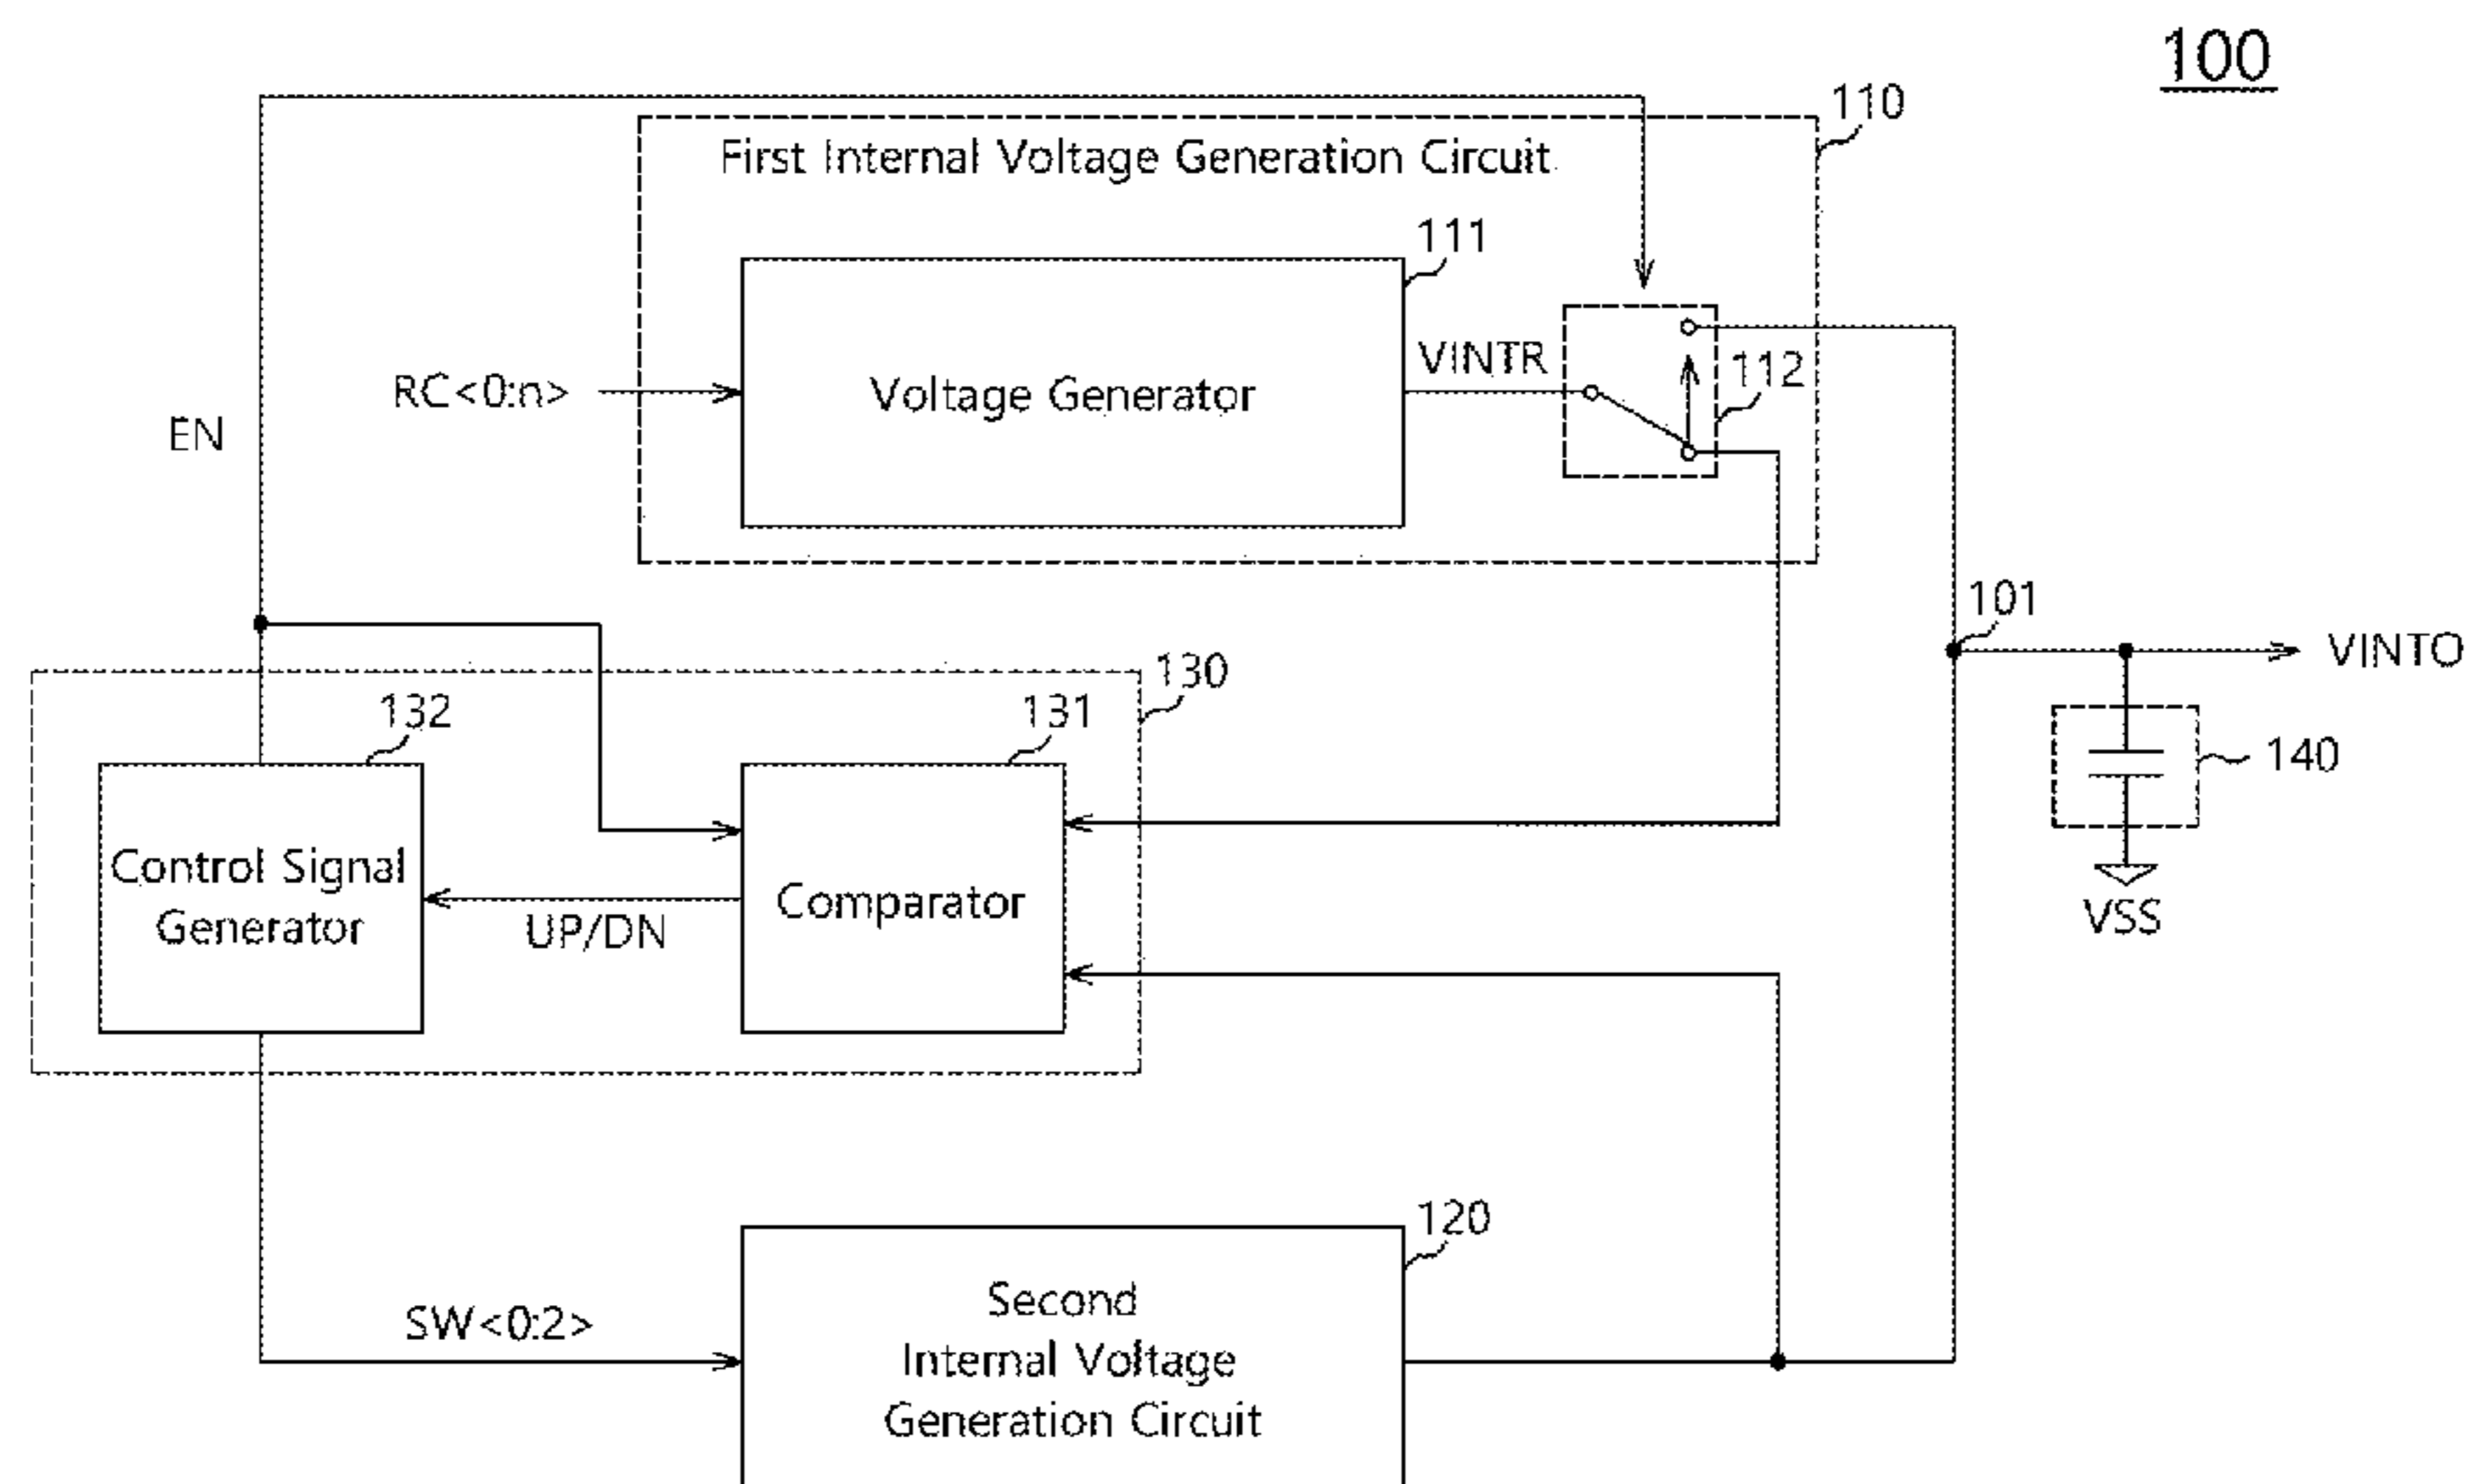 100
110
First Internal Voltage Generation Circuit
111
VINTR
112
RC<0:n>
Voltage Generator
EN
101
VINTO
130
132
131
140
Control Signal
Generator
UP/DN
Comparator
VSS
120
SW<0:2>
Second
Internal Voltage
Generation Circuit